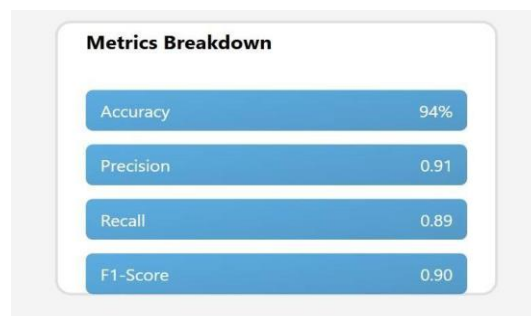 Metrics Breakdown
Accuracy 94%
Precision 0.91
Recall 0.89
F1-Score 0.90